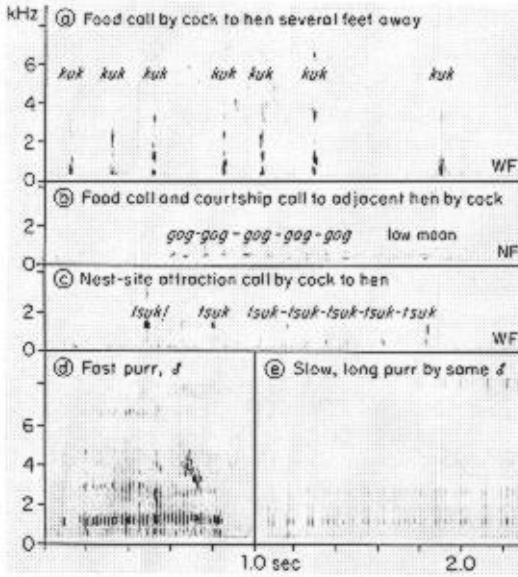 kHz
ⓐ Food call by cock to hen several feet away
6
kuk kuk kuk kuk kuk kuk kuk
4
2
0
WF
ⓑ Food call and courtship call to adjacent hen by cock
2
gog-gog-gog-gog-gog low moan
0
NF
ⓒ Nest-site attraction call by cock to hen
2
tsuk! tsuk tsuk-tsuk-tsuk-tsuk-tsuk
0
WF
ⓓ Fast purr, ♂
ⓔ Slow, long purr by same ♂
6
4
2
0
1.0 sec 2.0